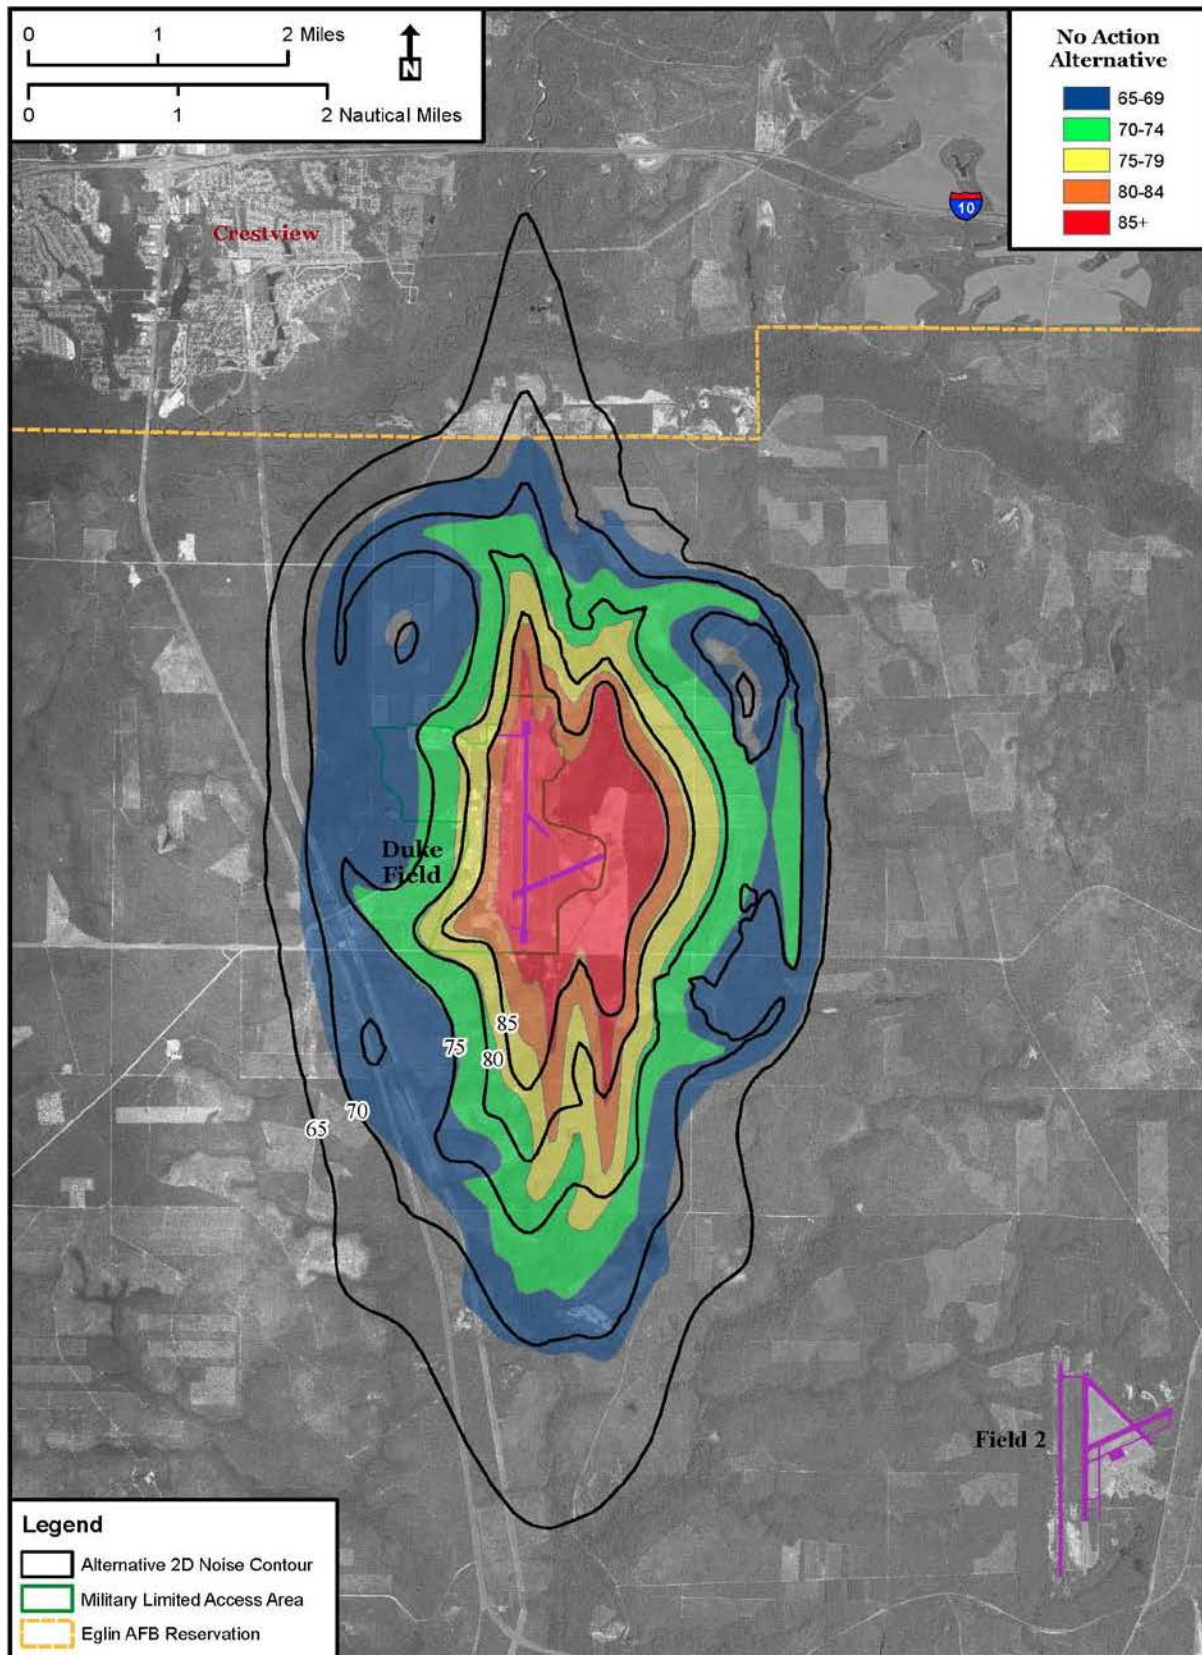 0 1 2 Miles
N
0 1 2 Nautical Miles
No Action
Alternative
65-69
70-74
75-79
80-84
85+
10
Crestview
Duke
Field
85
75
80
70
65
Field 2
Legend
Alternative 2D Noise Contour
Military Limited Access Area
Eglin AFB Reservation